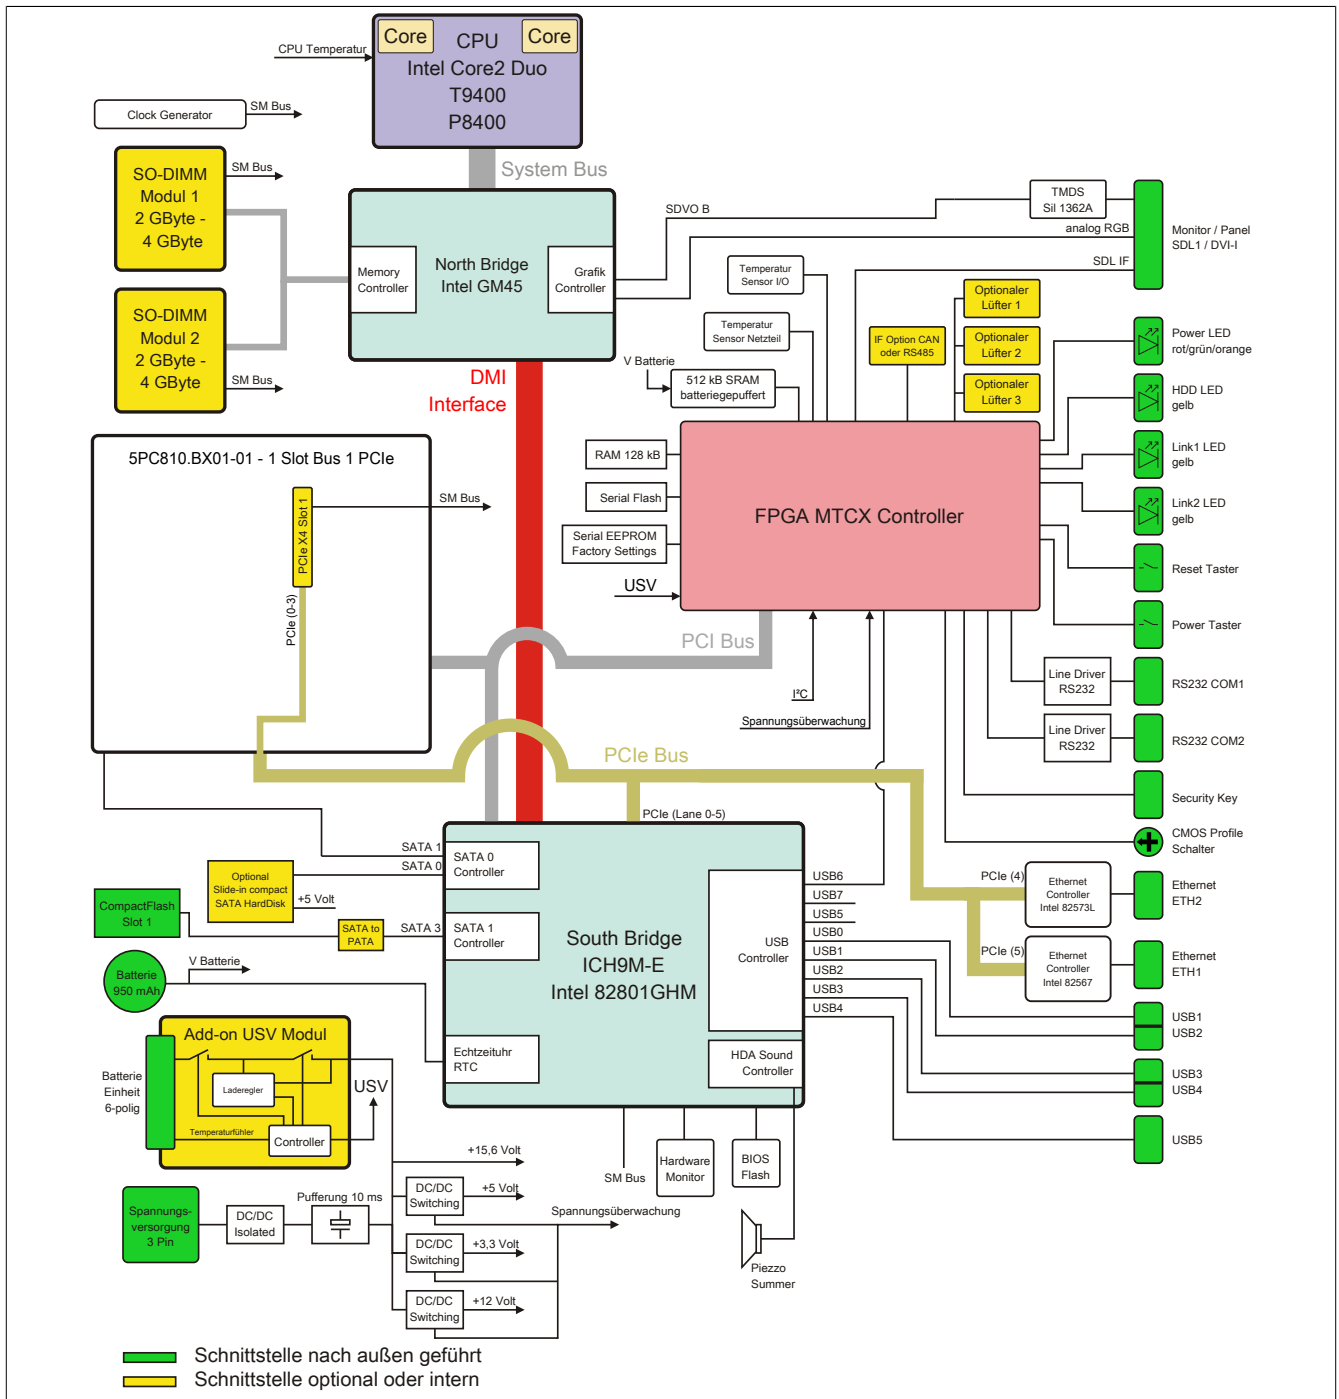 Core
Core
CPU
Intel Core2 Duo
T9400
P8400
CPU Temperatur
Clock Generator
SM Bus
SO-DIMM
Modul 1
2 GByte -
4 GByte
SM Bus
System Bus
SO-DIMM
Modul 2
2 GByte -
4 GByte
SM Bus
Memory
Controller
North Bridge
Intel GM45
Grafik
Controller
SDVO B
TMDS
Sil 1362A
analog RGB
SDL IF
Monitor / Panel
SDL1 / DVI-I
Temperatur
Sensor I/O
Temperatur
Sensor Netzteil
V Batterie
512 kB SRAM
batteriegepuffert
IF Option CAN
oder RS485
Optionaler
Lüfter 1
Optionaler
Lüfter 2
Optionaler
Lüfter 3
Power LED
rot/grün/orange
HDD LED
gelb
Link1 LED
gelb
Link2 LED
gelb
Reset Taster
Power Taster
DMI
Interface
5PC810.BX01-01 - 1 Slot Bus 1 PCIe
PCIe X4 Slot 1
SM Bus
PCIe (0-3)
RAM 128 kB
Serial Flash
Serial EEPROM
Factory Settings
USV
FPGA MTCX Controller
PCI Bus
I²C
Spannungsüberwachung
Line Driver
RS232
RS232 COM1
Line Driver
RS232
RS232 COM2
Security Key
CMOS Profile
Schalter
PCIe Bus
PCIe (Lane 0-5)
PCIe (4)
Ethernet
Controller
Intel 82573L
Ethernet
ETH2
PCIe (5)
Ethernet
Controller
Intel 82567
Ethernet
ETH1
SATA 1
SATA 0
SATA 0
Controller
Optional
Slide-in compact
SATA HardDisk
+5 Volt
CompactFlash
Slot 1
SATA to
PATA
SATA 3
SATA 1
Controller
Batterie
950 mAh
V Batterie
South Bridge
ICH9M-E
Intel 82801GHM
USB
Controller
USB6
USB7
USB5
USB0
USB1
USB2
USB3
USB4
USB1
USB2
USB3
USB4
USB5
Echtzeituhr
RTC
HDA Sound
Controller
Add-on USV Modul
Laderegler
Temperaturfühler
Controller
Batterie
Einheit
6-polig
USV
SM Bus
Hardware
Monitor
BIOS
Flash
Piezzo
Summer
+15,6 Volt
Spannungs-
versorgung
3 Pin
DC/DC
Isolated
Pufferung 10 ms
DC/DC
Switching
+5 Volt
Spannungsüberwachung
DC/DC
Switching
+3,3 Volt
DC/DC
Switching
+12 Volt
Schnittstelle nach außen geführt
Schnittstelle optional oder intern